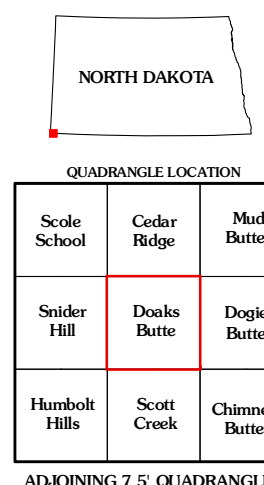 NORTH DAKOTA
QUADRANGLE LOCATION
Scole
School
Cedar
Ridge
Mud
Butte
Snider
Hill
Doaks
Butte
Dogie
Butte
Humbolt
Hills
Scott
Creek
Chimne
Butte
ADJOINING 7.5' QUADRANGL